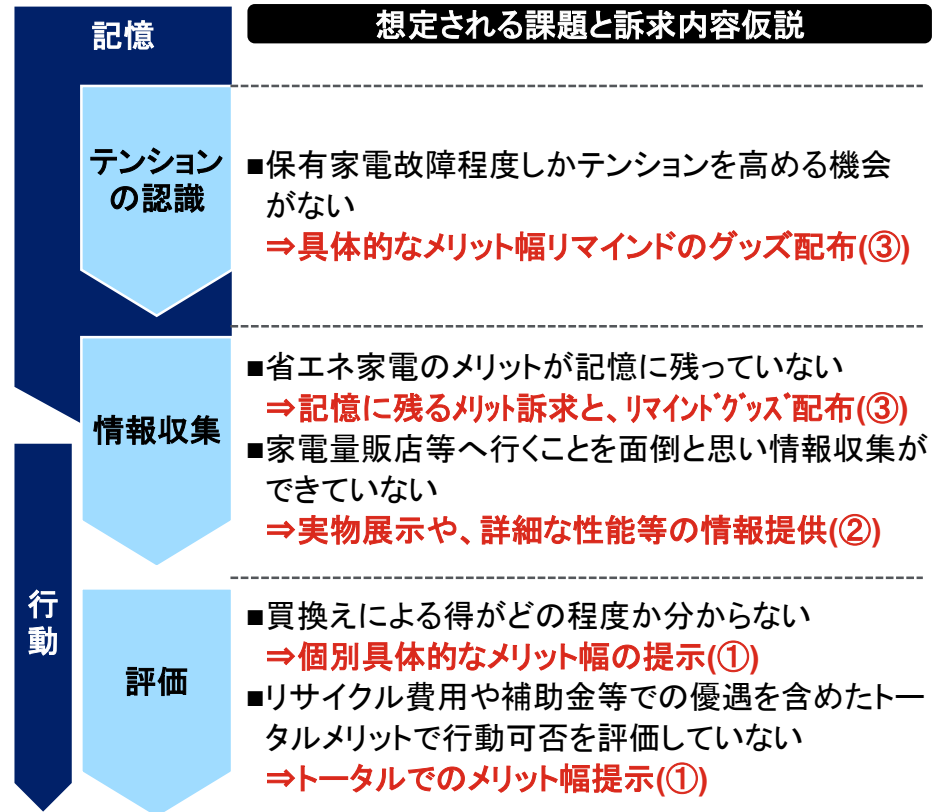 記憶
想定される課題と訴求内容仮説
テンション
の認識
■保有家電故障程度しかテンションを高める機会
がない
⇒具体的なメリット幅リマインドのグッズ配布(③)
情報収集
■省エネ家電のメリットが記憶に残っていない
⇒記憶に残るﾒﾘｯﾄ訴求と、ﾘﾏｲﾝﾄﾞｸﾞｯｽﾞ配布(③)
■家電量販店等へ行くことを面倒と思い情報収集が
できていない
⇒実物展示や、詳細な性能等の情報提供(②)
行動
評価
■買換えによる得がどの程度か分からない
⇒個別具体的なメリット幅の提示(①)
■リサイクル費用や補助金等での優遇を含めたトー
タルメリットで行動可否を評価していない
⇒トータルでのメリット幅提示(①)